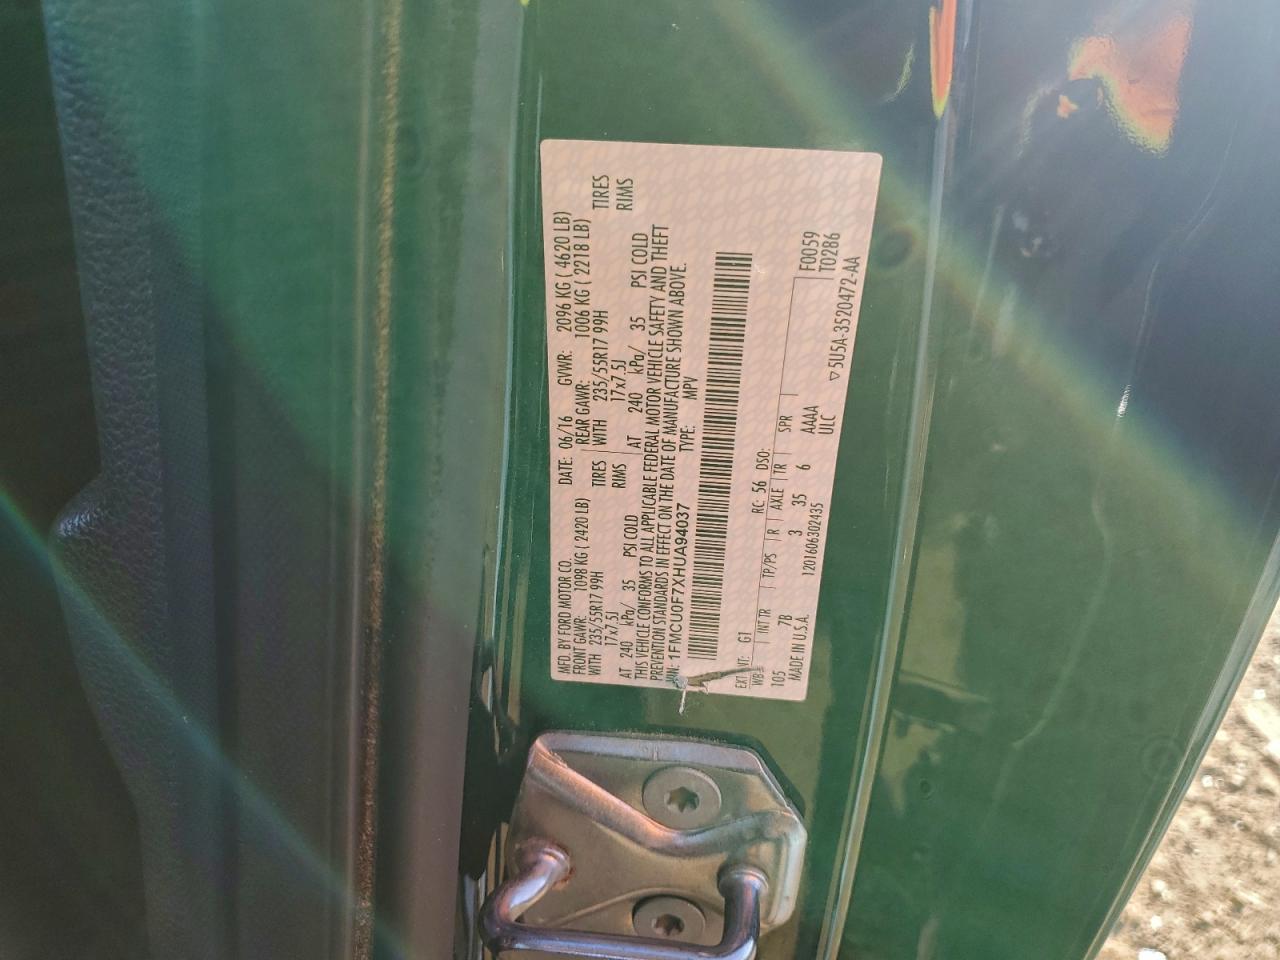 MFD. BY FORD MOTOR CO.
DATE: 06/16 GVWR: 2096 KG ( 4620 LB)
FRONT GAWR: 1098 KG ( 2420 LB) REAR GAWR: 1006 KG ( 2218 LB)
WITH 235/55R17 99H TIRES WITH 235/55R17 99H TIRES
17x7.5J RIMS 17x7.5J RIMS
AT 240 kPa/ 35 PSI COLD AT 240 kPa/ 35 PSI COLD
THIS VEHICLE CONFORMS TO ALL APPLICABLE FEDERAL MOTOR VEHICLE SAFETY AND THEFT
PREVENTION STANDARDS IN EFFECT ON THE DATE OF MANUFACTURE SHOWN ABOVE.
VIN: 1FMCU0F7XHUA94037 TYPE: MPV
EXT PNT: G1 RC: 56 DSO: F0059
WB INT TR TP/PS R AXLE TR SPR T0286
105 7B 3 35 6 AAAA
ULC
MADE IN U.S.A. 1201606302435 ▽5U5A-3520472-AA